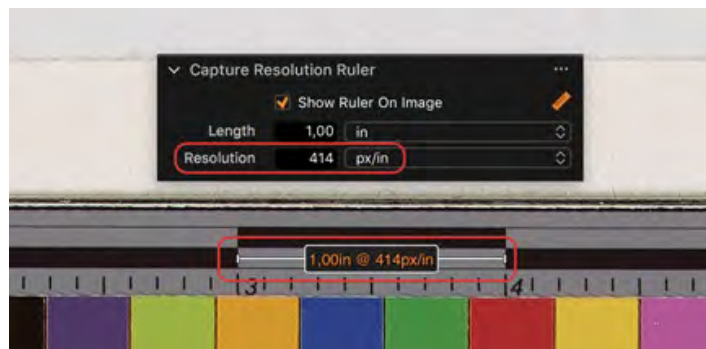 Capture Resolution Ruler
Show Ruler On Image
Length 1,00 in
Resolution 414 px/in
1,00in @ 414px/in
3 4